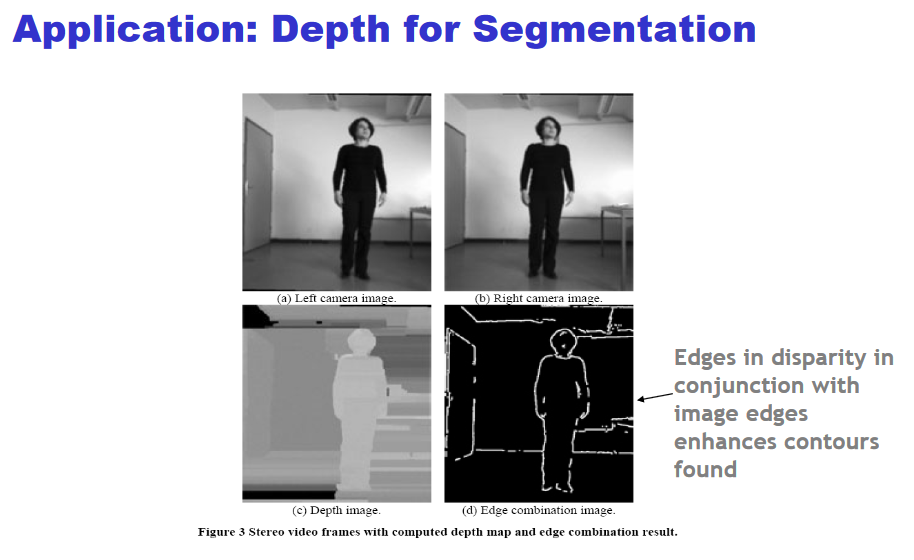 Application: Depth for Segmentation
(a) Left camera image.
(b) Right camera image.
(c) Depth image.
(d) Edge combination image.
Edges in disparity in
conjunction with
image edges
enhances contours
found
Figure 3 Stereo video frames with computed depth map and edge combination result.